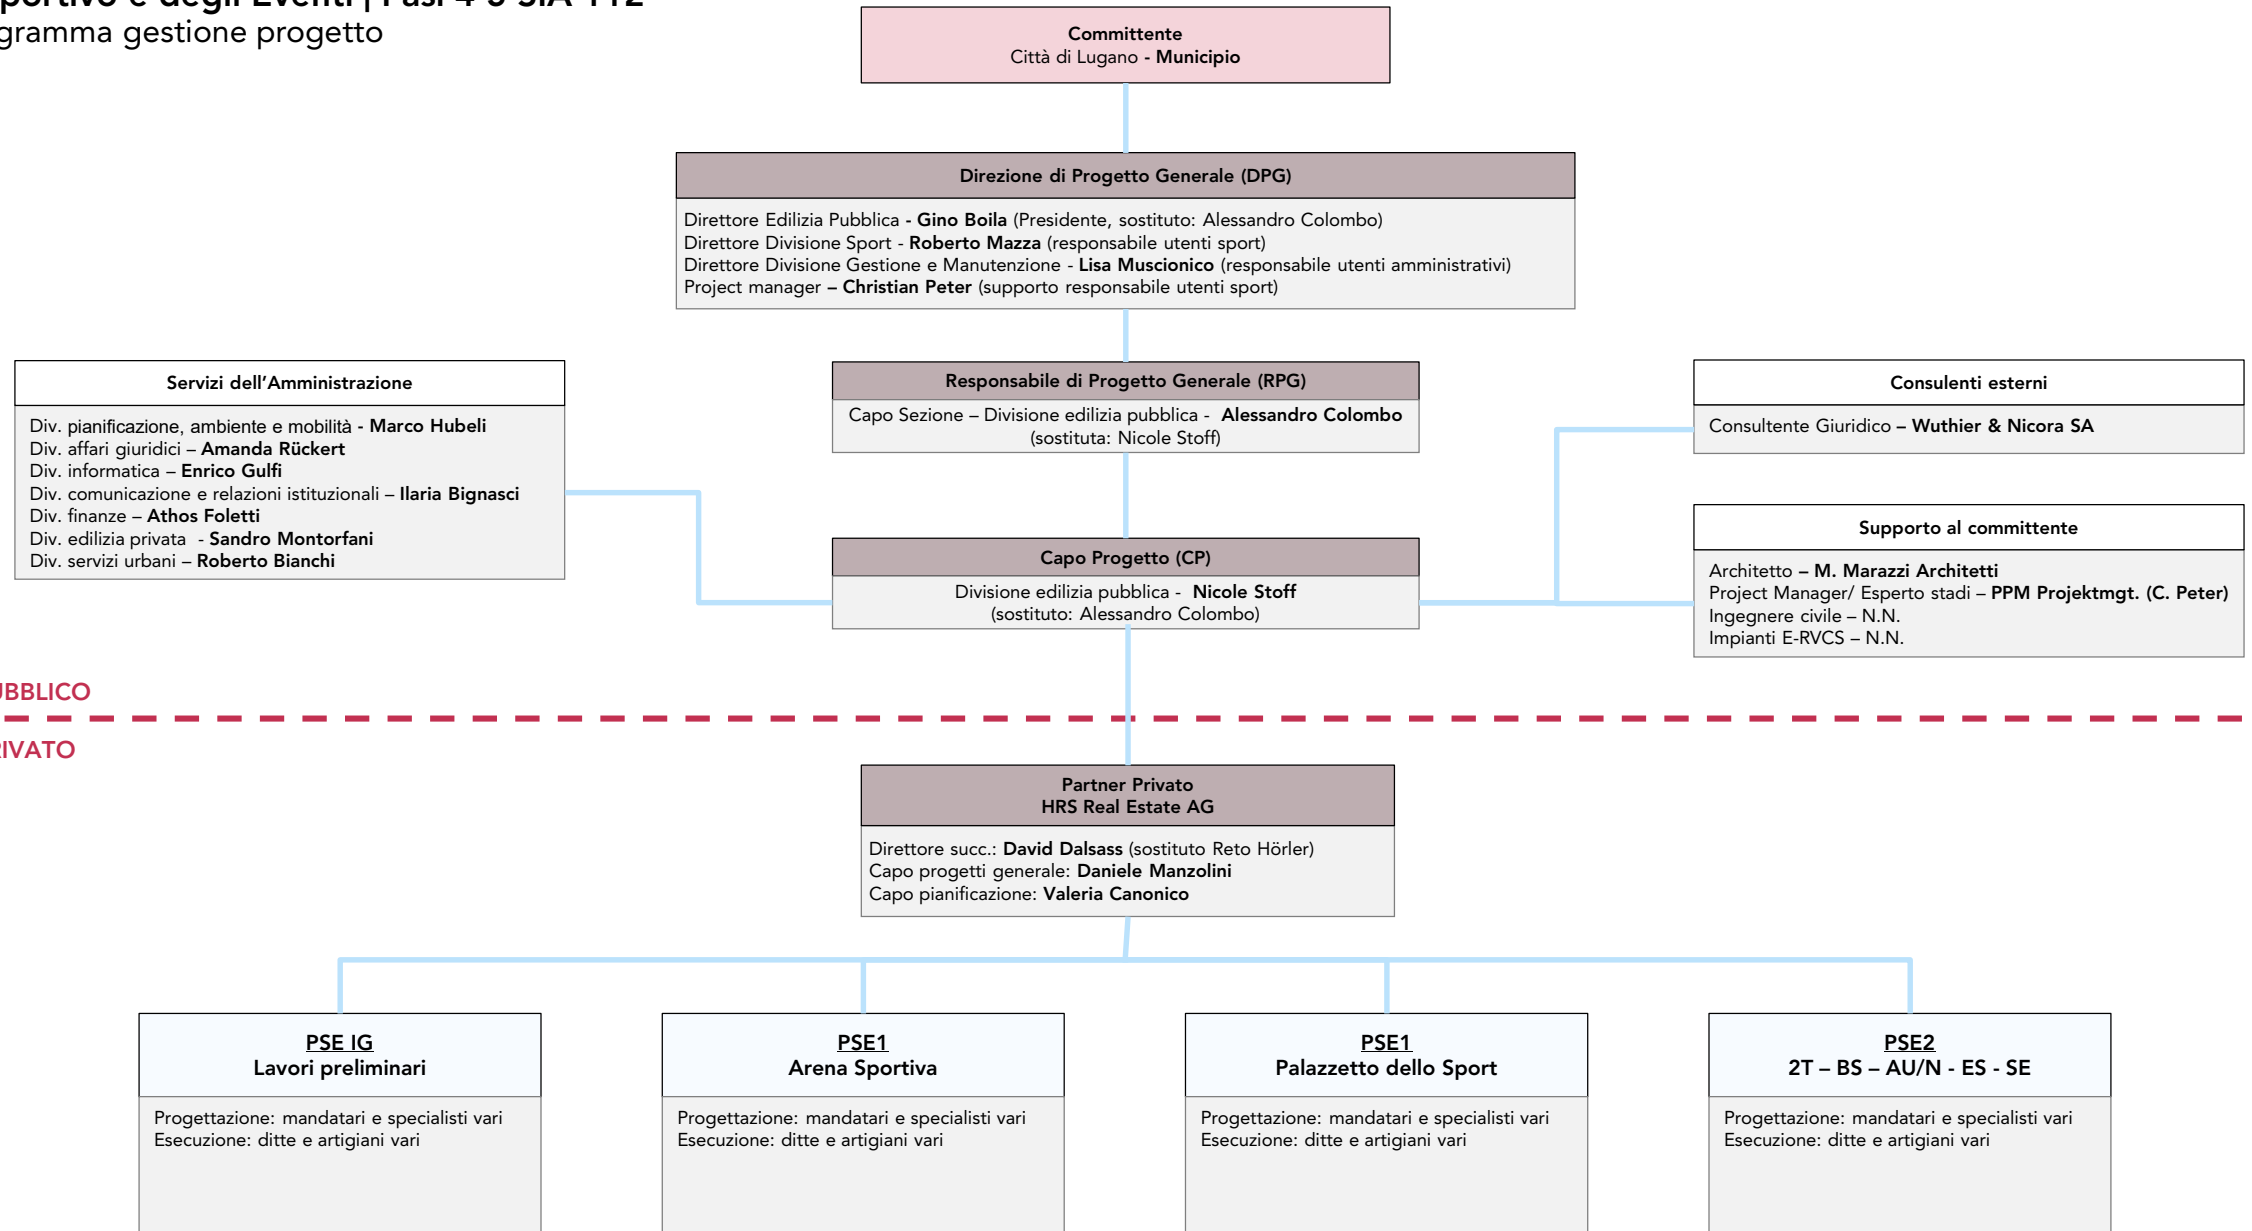 portivo e degli Eventi | Fasi 4-5 SIA 112
gramma gestione progetto
Committente
Città di Lugano - Municipio
Direzione di Progetto Generale (DPG)
Direttore Edilizia Pubblica - Gino Boila (Presidente, sostituto: Alessandro Colombo)
Direttore Divisione Sport - Roberto Mazza (responsabile utenti sport)
Direttore Divisione Gestione e Manutenzione - Lisa Muscionico (responsabile utenti amministrativi)
Project manager – Christian Peter (supporto responsabile utenti sport)
Servizi dell'Amministrazione
Div. pianificazione, ambiente e mobilità - Marco Hubeli
Div. affari giuridici – Amanda Rückert
Div. informatica – Enrico Gulfi
Div. comunicazione e relazioni istituzionali – Ilaria Bignasci
Div. finanze – Athos Foletti
Div. edilizia privata - Sandro Montorfani
Div. servizi urbani – Roberto Bianchi
Responsabile di Progetto Generale (RPG)
Capo Sezione – Divisione edilizia pubblica - Alessandro Colombo
(sostituta: Nicole Stoff)
Consulenti esterni
Consultente Giuridico – Wuthier & Nicora SA
Capo Progetto (CP)
Divisione edilizia pubblica - Nicole Stoff
(sostituto: Alessandro Colombo)
Supporto al committente
Architetto – M. Marazzi Architetti
Project Manager/ Esperto stadi – PPM Projektmgt. (C. Peter)
Ingegnere civile – N.N.
Impianti E-RVCS – N.N.
UBBLICO
RIVATO
Partner Privato
HRS Real Estate AG
Direttore succ.: David Dalsass (sostituto Reto Hörler)
Capo progetti generale: Daniele Manzolini
Capo pianificazione: Valeria Canonico
PSE IG
Lavori preliminari
Progettazione: mandatari e specialisti vari
Esecuzione: ditte e artigiani vari
PSE1
Arena Sportiva
Progettazione: mandatari e specialisti vari
Esecuzione: ditte e artigiani vari
PSE1
Palazzetto dello Sport
Progettazione: mandatari e specialisti vari
Esecuzione: ditte e artigiani vari
PSE2
2T – BS – AU/N - ES - SE
Progettazione: mandatari e specialisti vari
Esecuzione: ditte e artigiani vari